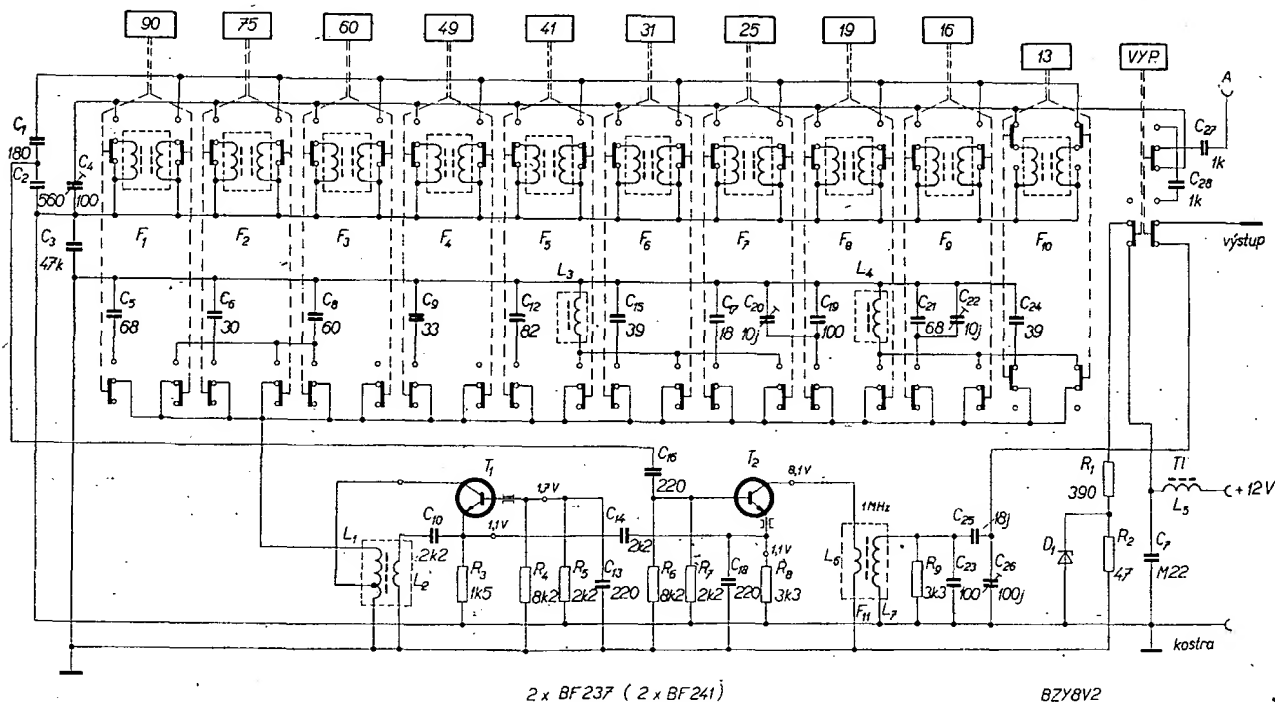 90 75 60 49 41 31 25 19 16 13 VYP.
A
C1 180
C2 560
C4 100
C3 47k
C27 1k
C28 1k
F1 F2 F3 F4 F5 F6 F7 F8 F9 F10
výstup
L3 L4
C5 68
C6 30
C8 60
C9 33
C12 82
C15 39
C17 18
C20 10j
C19 100
C21 68
C22 10j
C24 39
C16 220
T1 T2
8,1V
1,7V
1,1V
1,1V
1MHz
L1
L2
C10 2k2
R3 1k5
R4 8k2
R5 2k2
C13 220
C14 2k2
R6 8k2
R7 2k2
C18 220
R8 3k3
L6
F11 L7
R9 3k3
C23 100
C25 18j
C26 100j
R1 390
D1
R2 47
Tl
L5
+12V
C7 M22
kostra
2 x BF237 ( 2 x BF241)
BZY8V2